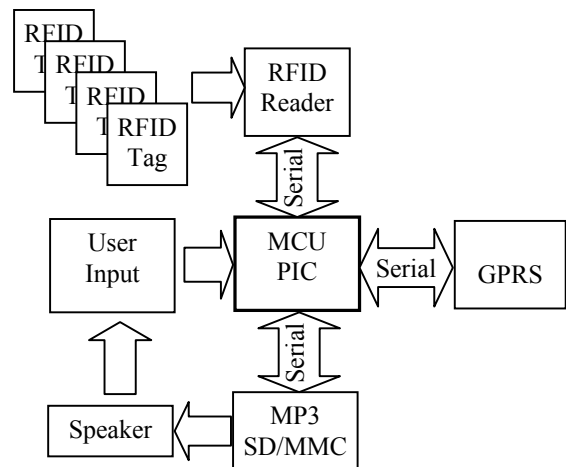 RFID
T
RFID
T
RFID
T
RFID
Tag
RFID
Reader
Serial
User
Input
MCU
PIC
Serial
GPRS
Serial
Speaker
MP3
SD/MMC